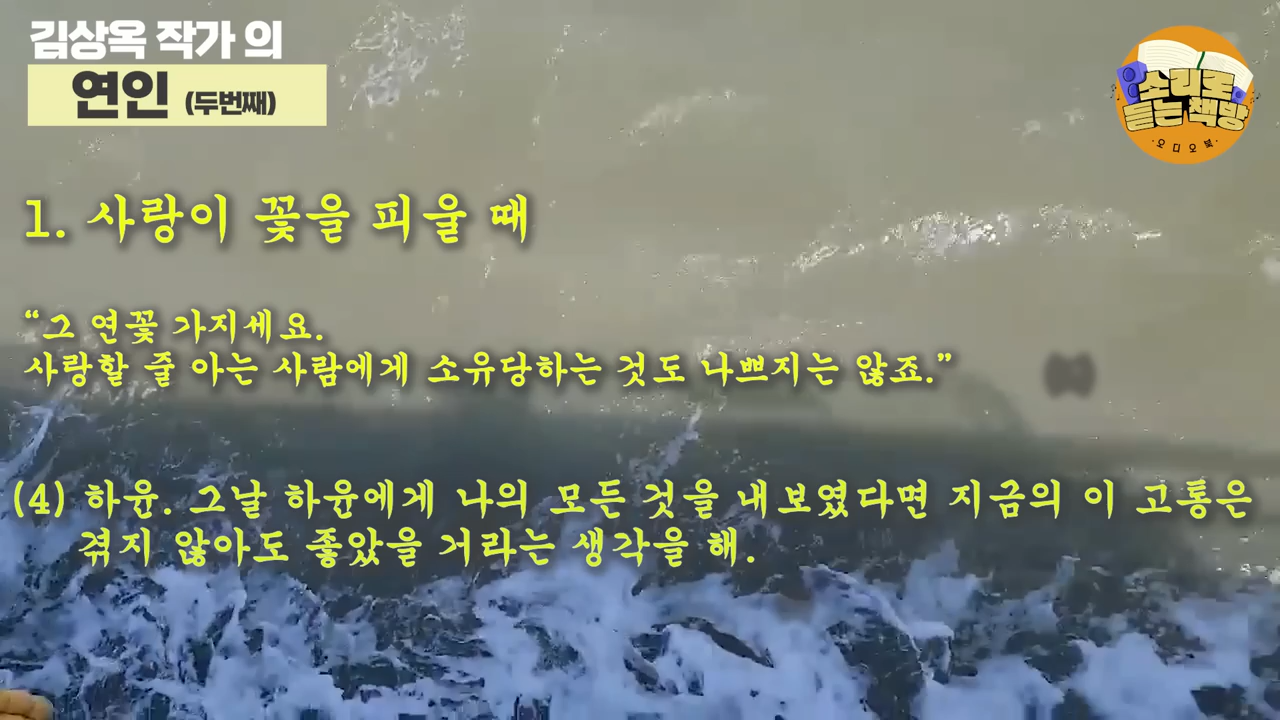 김상옥 작가 의
연인 (두번째)
소리로
듣는 책방
·오디오북·
1. 사랑이 꽃을 피울 때
“그 연꽃 가지세요.
사랑할 줄 아는 사람에게 소유당하는 것도 나쁘지는 않죠.”
(4) 하윤. 그날 하윤에게 나의 모든 것을 내보였다면 지금의 이 고통은
겪지 않아도 좋았을 거라는 생각을 해.